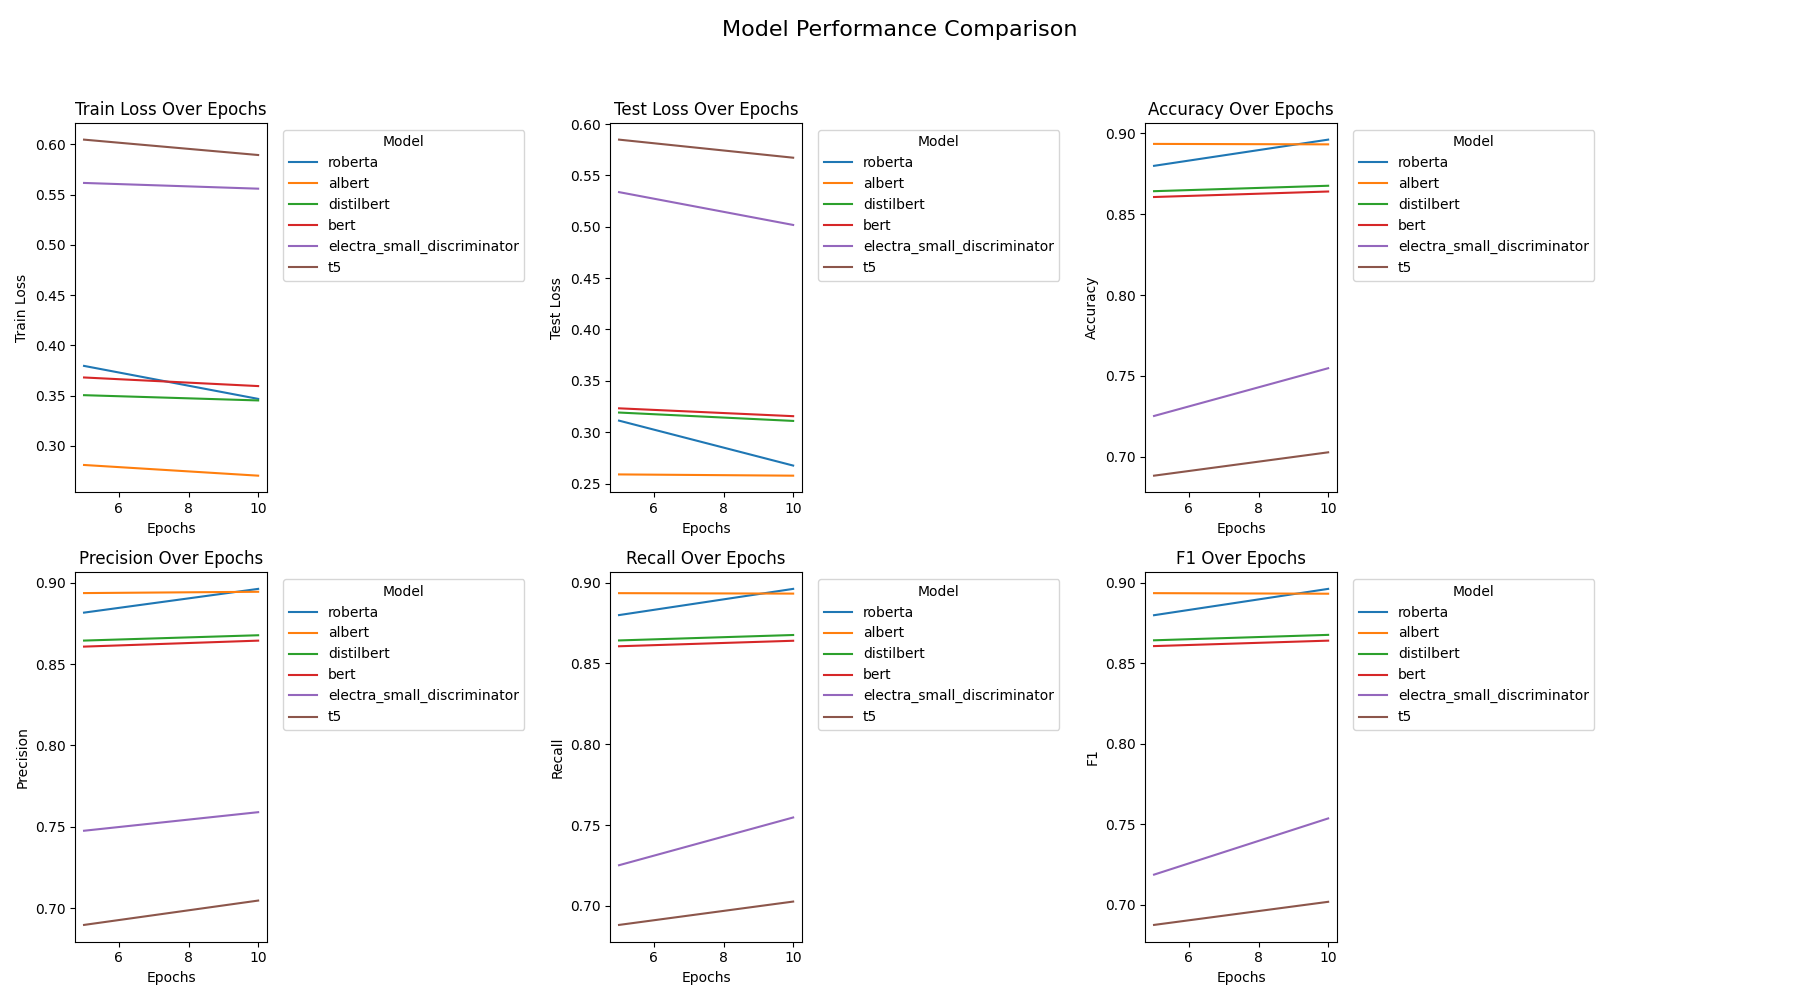 Model Performance Comparison
Train Loss Over Epochs
Train Loss
0.60
0.55
0.50
0.45
0.40
0.35
0.30
6
8
10
Epochs
Model
roberta
albert
distilbert
bert
electra_small_discriminator
t5
Test Loss Over Epochs
Test Loss
0.60
0.55
0.50
0.45
0.40
0.35
0.30
0.25
6
8
10
Epochs
Model
roberta
albert
distilbert
bert
electra_small_discriminator
t5
Accuracy Over Epochs
Accuracy
0.90
0.85
0.80
0.75
0.70
6
8
10
Epochs
Model
roberta
albert
distilbert
bert
electra_small_discriminator
t5
Precision Over Epochs
Precision
0.90
0.85
0.80
0.75
0.70
6
8
10
Epochs
Model
roberta
albert
distilbert
bert
electra_small_discriminator
t5
Recall Over Epochs
Recall
0.90
0.85
0.80
0.75
0.70
6
8
10
Epochs
Model
roberta
albert
distilbert
bert
electra_small_discriminator
t5
F1 Over Epochs
F1
0.90
0.85
0.80
0.75
0.70
6
8
10
Epochs
Model
roberta
albert
distilbert
bert
electra_small_discriminator
t5